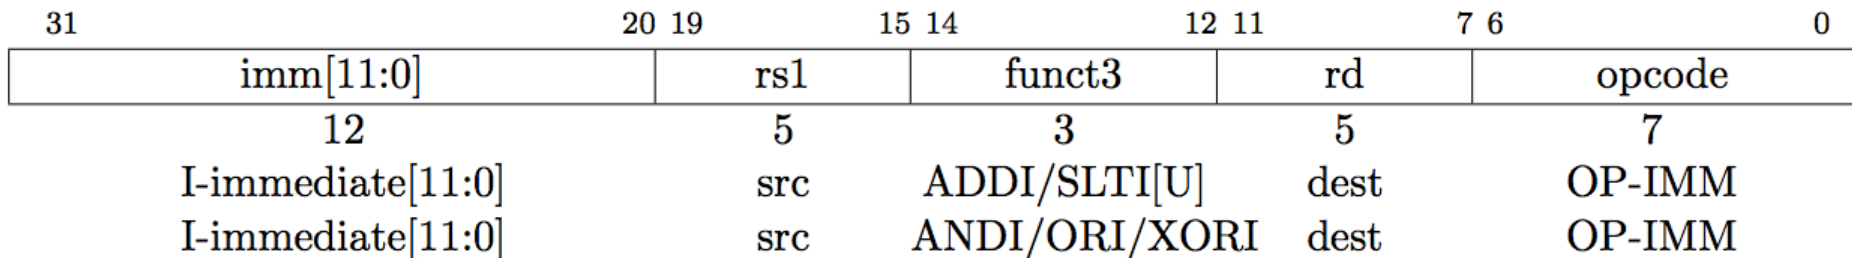 31 20 19 15 14 12 11 7 6 0
imm[11:0] rs1 funct3 rd opcode
12 5 3 5 7
I-immediate[11:0] src ADDI/SLTI[U] dest OP-IMM
I-immediate[11:0] src ANDI/ORI/XORI dest OP-IMM